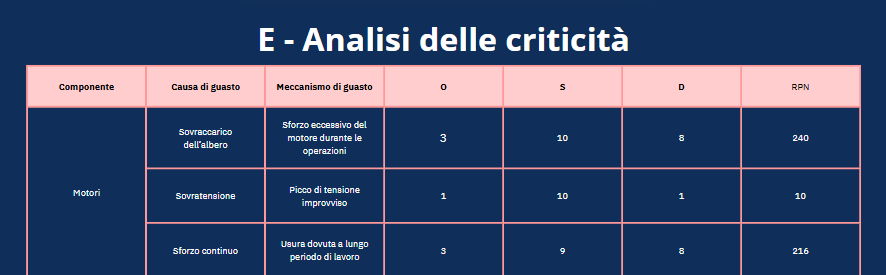 E - Analisi delle criticità
Componente
Causa di guasto
Meccanismo di guasto
O
S
D
RPN
Motori
Sovraccarico
dell'albero
Sforzo eccessivo del
motore durante le
operazioni
3
10
8
240
Sovratensione
Picco di tensione
improvviso
1
10
1
10
Sforzo continuo
Usura dovuta a lungo
periodo di lavoro
3
9
8
216